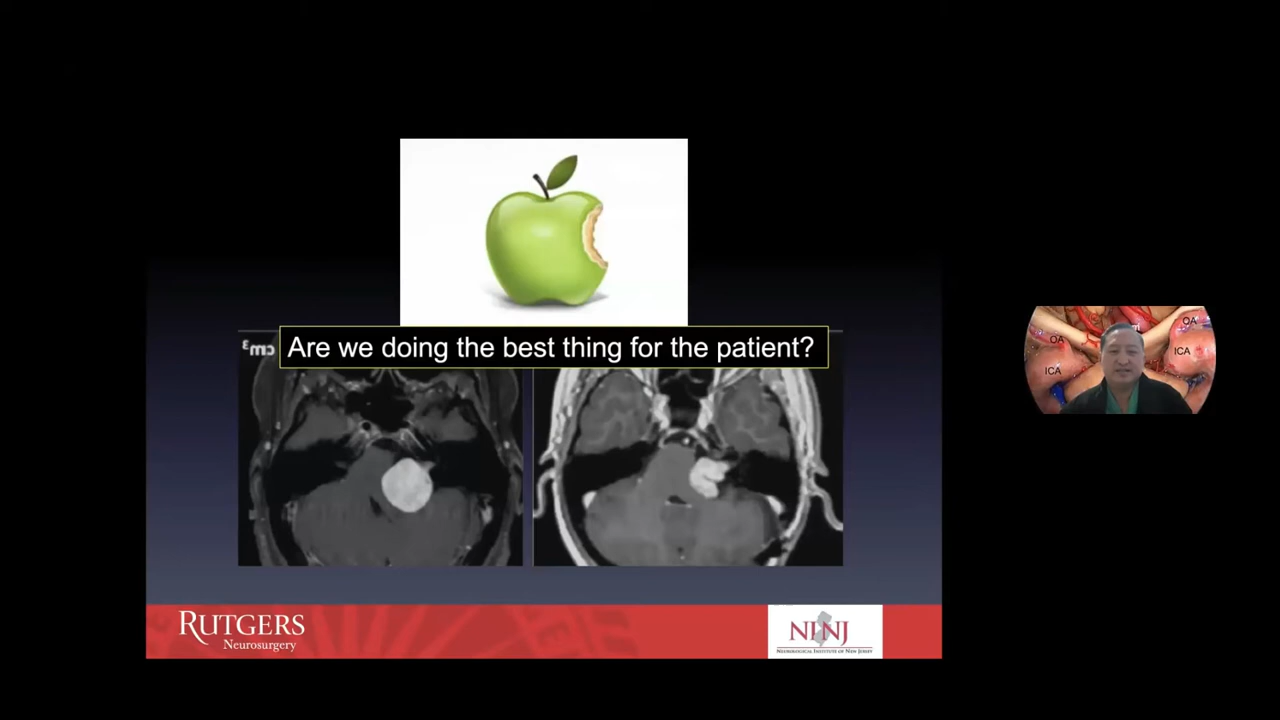 Are we doing the best thing for the patient?
cm³
OA
OA
ICA
ICA
RUTGERS
Neurosurgery
NINJ
NEUROLOGICAL INSTITUTE OF NEW JERSEY